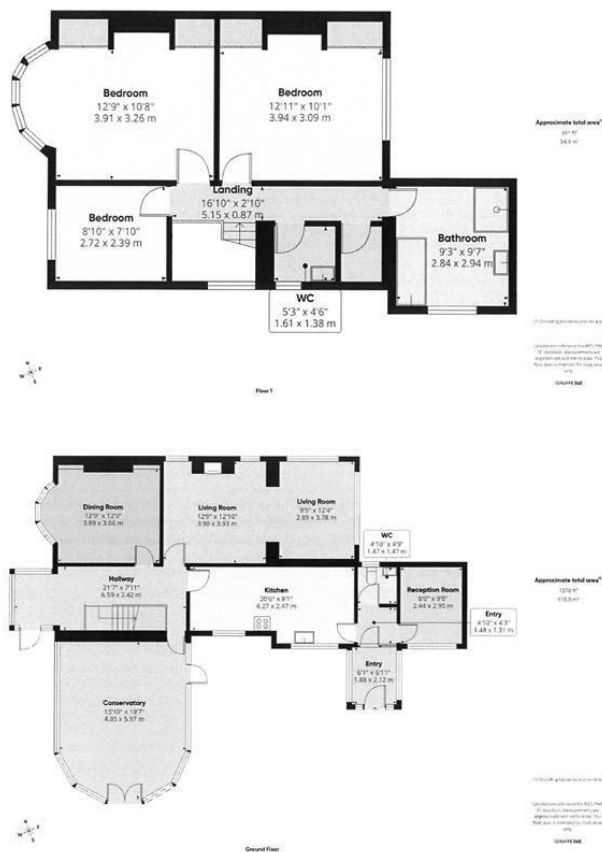 Bedroom
12'9" x 10'8"
3.91 x 3.26 m
Bedroom
12'11" x 10'1"
3.94 x 3.09 m
Approximate total area
Landing
16'10" x 2'10"
5.15 x 0.87 m
Bedroom
8'10" x 7'10"
2.72 x 2.39 m
Bathroom
9'3" x 9'7"
2.84 x 2.94 m
WC
5'3" x 4'6"
1.61 x 1.38 m
N
E
S
W
Floor 1
GIRAFFE360
Dining Room
12'9" x 12'0"
3.89 x 3.66 m
Living Room
12'9" x 12'10"
3.90 x 3.93 m
Living Room
9'5" x 12'4"
2.89 x 3.78 m
WC
4'10" x 4'9"
1.47 x 1.47 m
Hallway
21'7" x 7'11"
6.59 x 2.42 m
Kitchen
20'6" x 8'1"
6.27 x 2.47 m
Reception Room
8'0" x 9'8"
2.44 x 2.95 m
Approximate total area
Entry
4'10" x 4'3"
1.48 x 1.31 m
Entry
6'1" x 6'11"
1.88 x 2.12 m
Conservatory
15'10" x 19'7"
4.85 x 5.97 m
N
E
S
W
Ground Floor
GIRAFFE360